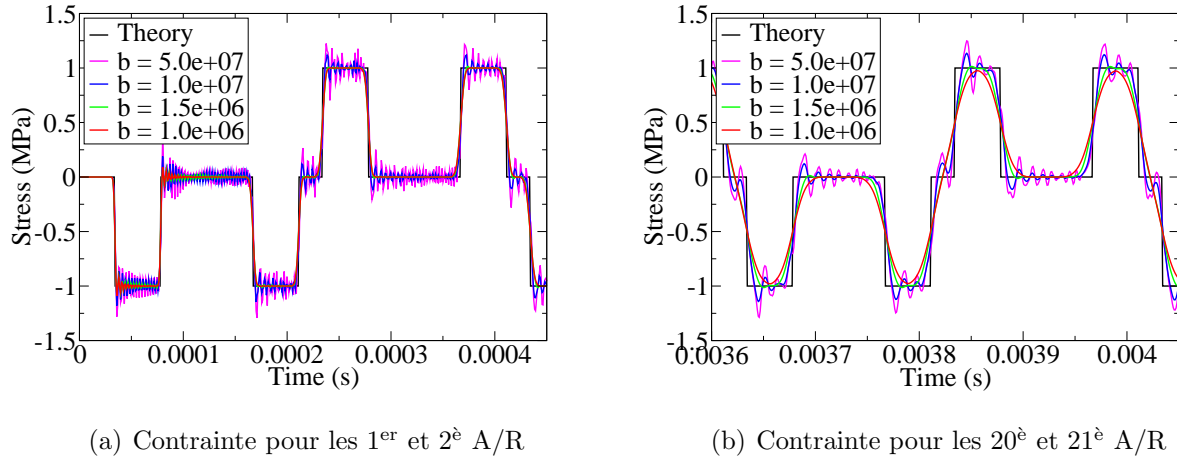 Theory
b = 5.0e+07
b = 1.0e+07
b = 1.5e+06
b = 1.0e+06
1.5
1
0.5
0
-0.5
-1
-1.5
Stress (MPa)
0
0.0001
0.0002
0.0003
0.0004
Time (s)
(a) Contrainte pour les 1er et 2è A/R
Theory
b = 5.0e+07
b = 1.0e+07
b = 1.5e+06
b = 1.0e+06
1.5
1
0.5
0
-0.5
-1
-1.5
Stress (MPa)
0.0036
0.0037
0.0038
0.0039
0.004
Time (s)
(b) Contrainte pour les 20è et 21è A/R